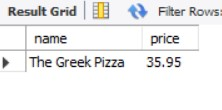 Result Grid Filter Rows:
name price
The Greek Pizza 35.95